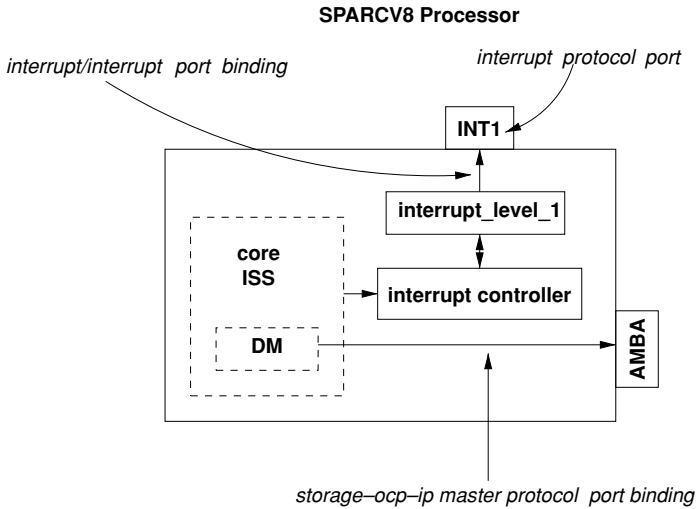 SPARCV8 Processor
interrupt/interrupt port binding
interrupt protocol port
INT1
interrupt_level_1
core
ISS
interrupt controller
DM
AMBA
storage–ocp–ip master protocol port binding